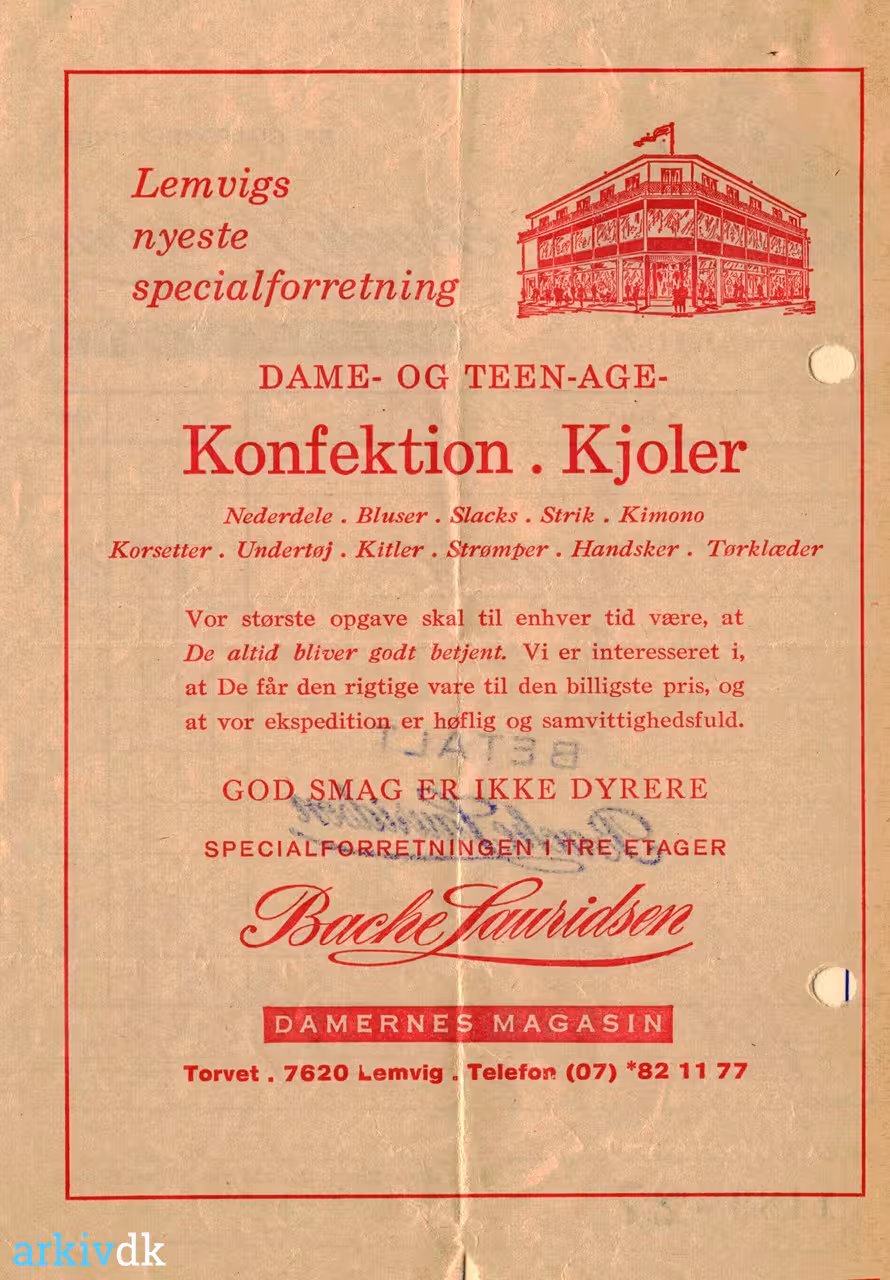 Lemvigs
nyeste
specialforretning
DAME- OG TEEN-AGE-
Konfektion . Kjoler
Nederdele . Bluser . Slacks . Strik . Kimono
Korsetter . Undertøj . Kitler . Strømper . Handsker . Tørklæder
Vor største opgave skal til enhver tid være, at
De altid bliver godt betjent. Vi er interesseret i,
at De får den rigtige vare til den billigste pris, og
at vor ekspedition er høflig og samvittighedsfuld.
BETALT
GOD SMAG ER IKKE DYRERE
Bache Lauridsen
SPECIALFORRETNINGEN I TRE ETAGER
Bache Lauridsen
DAMERNES MAGASIN
Torvet . 7620 Lemvig . Telefon (07) *82 11 77
arkivdk